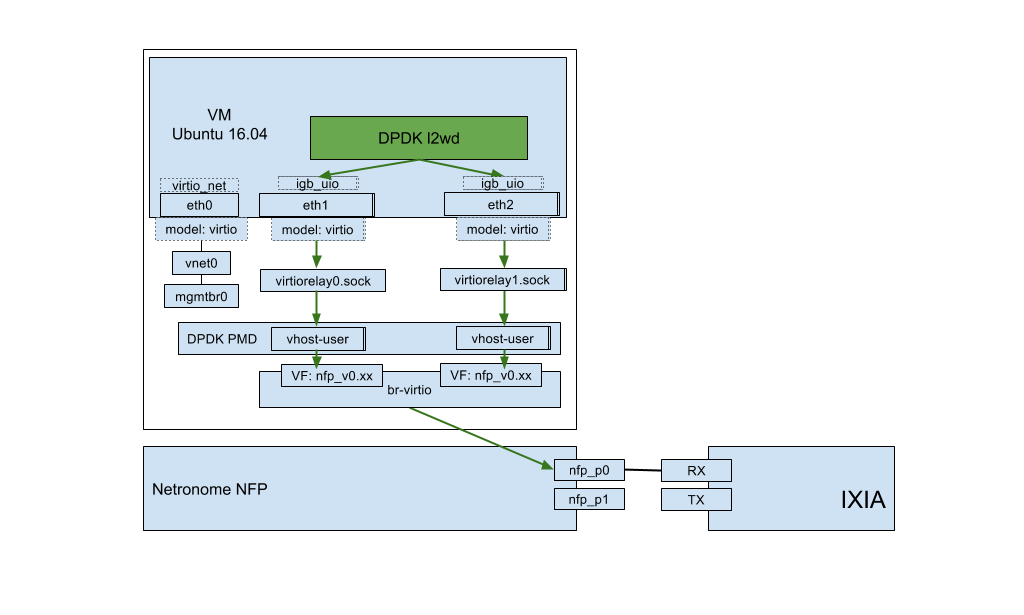 VM
Ubuntu 16.04
DPDK l2wd
virtio_net
igb_uio
igb_uio
eth0
eth1
eth2
model: virtio
model: virtio
model: virtio
vnet0
virtiorelay0.sock
virtiorelay1.sock
mgmtbr0
DPDK PMD
vhost-user
vhost-user
VF: nfp_v0.xx
VF: nfp_v0.xx
br-virtio
Netronome NFP
nfp_p0
nfp_p1
RX
TX
IXIA